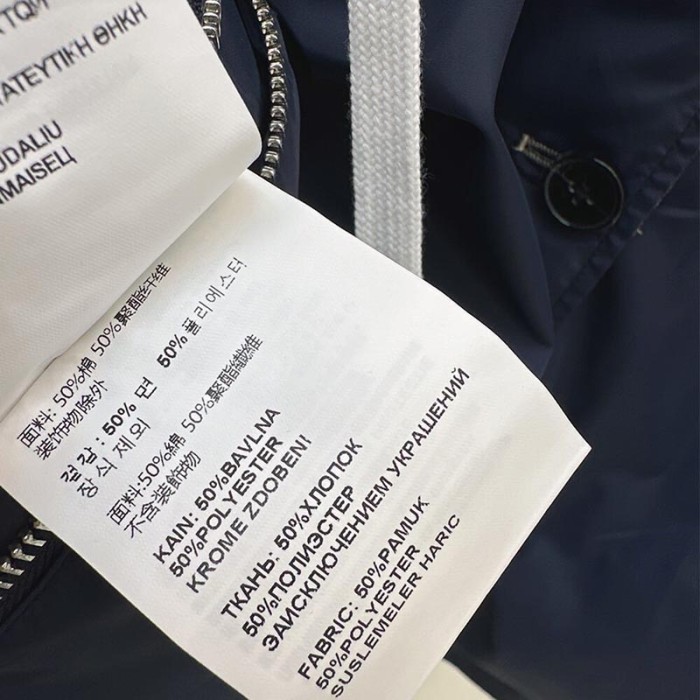 ΑΤΕΥΤΙΚΗ ΘΗΚΗ
面料: 50%棉 50%聚酯纤维
装饰物除外
겉감 : 50% 면 50% 폴리에스터
장식 제외
面料:50%綿 50%聚酯纖維
不含裝飾物
KAIN: 50%BAVLNA
50%POLYESTER
KROME ZDOBENI
ТКАНЬ: 50%ХЛОПОК
50%ПОЛИЭСТЕР
ЗАИСКЛЮЧЕНИЕМ УКРАШЕНИЙ
FABRIC: 50%PAMUK
50%POLYESTER
SUSLEMELER HARIC